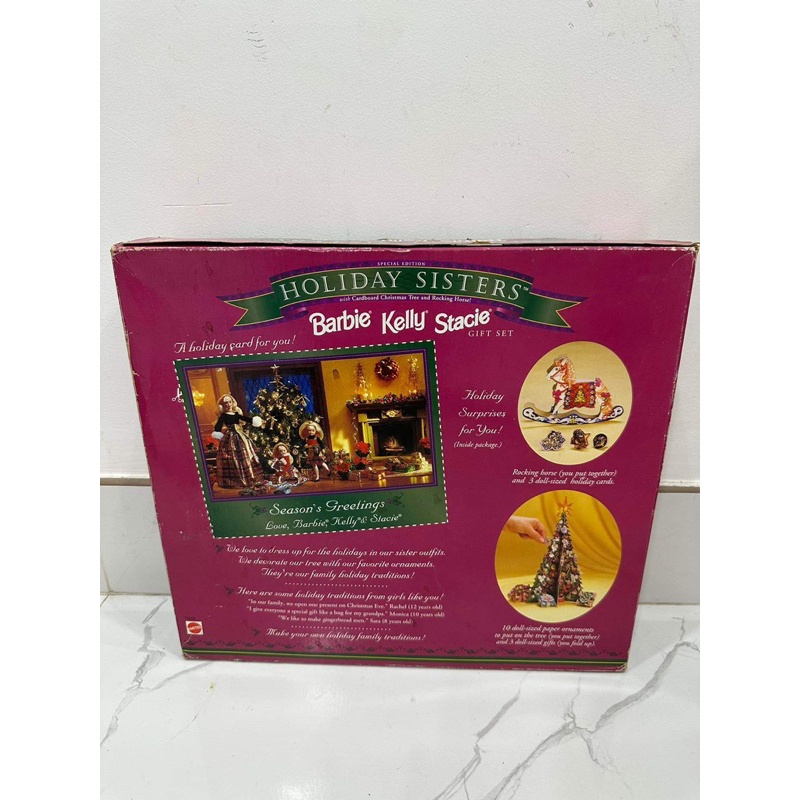 SPECIAL EDITION
HOLIDAY SISTERS™
with Cardboard Christmas Tree and Rocking Horse!
Barbie® Kelly® Stacie®
GIFT SET
A holiday card for you!
Season's Greetings
Love, Barbie®, Kelly® & Stacie®
Holiday
Surprises
for You!
(Inside package.)
Rocking horse (you put together)
and 3 doll-sized holiday cards.
We love to dress up for the holidays in our sister outfits.
We decorate our tree with our favorite ornaments.
They're our family holiday traditions!
Here are some holiday traditions from girls like you!
"In our family, we open one present on Christmas Eve." Rachel (12 years old)
"I give everyone a special gift like a hug for my grandpa." Monica (10 years old)
"We like to make gingerbread men." Sara (8 years old)
Make your own holiday family traditions!
10 doll-sized paper ornaments
to put on the tree (you put together)
and 3 doll-sized gifts (you fold up).
MATTEL